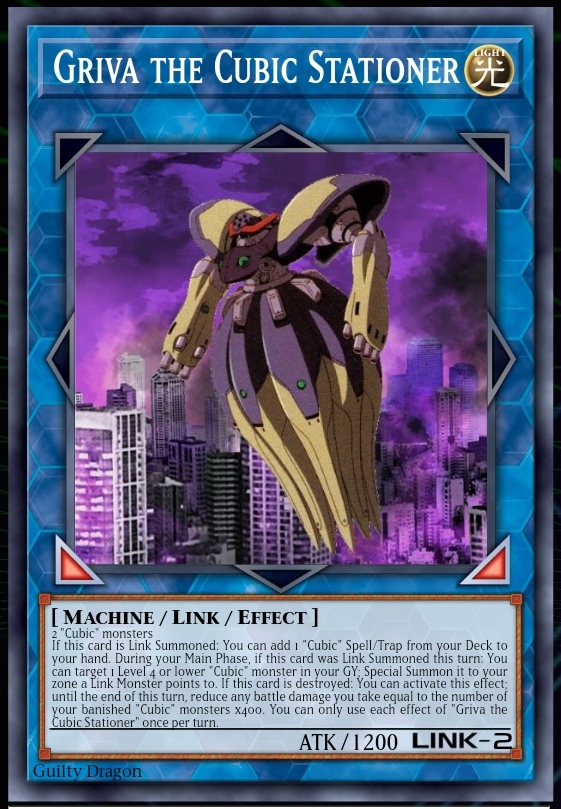 GRIVA THE CUBIC STATIONER
LIGHT
光
[ MACHINE / LINK / EFFECT ]
2 "Cubic" monsters
If this card is Link Summoned: You can add 1 "Cubic" Spell/Trap from your Deck to
your hand. During your Main Phase, if this card was Link Summoned this turn: You
can target 1 Level 4 or lower "Cubic" monster in your GY; Special Summon it to your
zone a Link Monster points to. If this card is destroyed: You can activate this effect;
until the end of this turn, reduce any battle damage you take equal to the number of
your banished "Cubic" monsters x400. You can only use each effect of "Griva the
Cubic Stationer" once per turn.
ATK/1200 LINK-2
Guilty Dragon